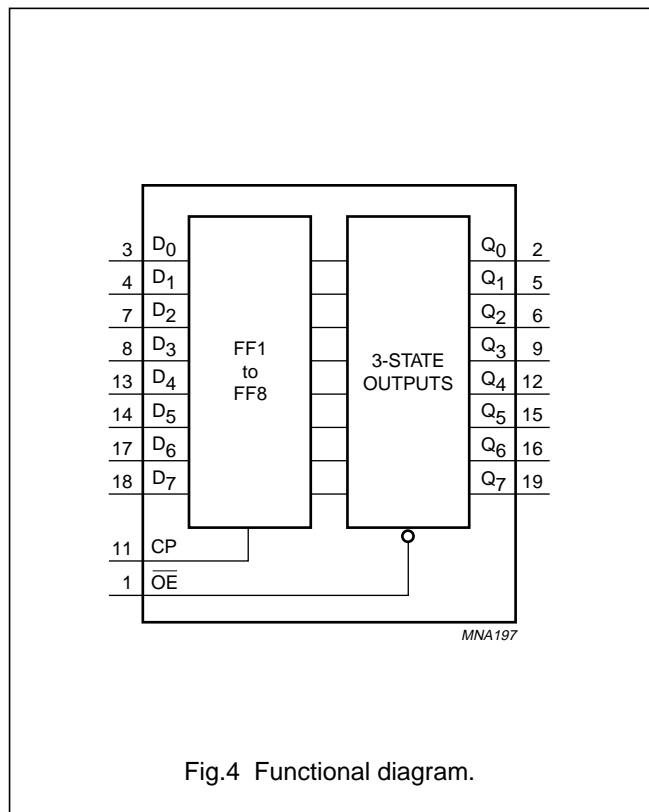 3 D0 Q0 2
4 D1 Q1 5
7 D2 Q2 6
8 D3 Q3 9
13 D4 Q4 12
14 D5 Q5 15
17 D6 Q6 16
18 D7 Q7 19
FF1
to
FF8
3-STATE
OUTPUTS
11 CP
1 O̅E̅
MNA197
Fig.4 Functional diagram.